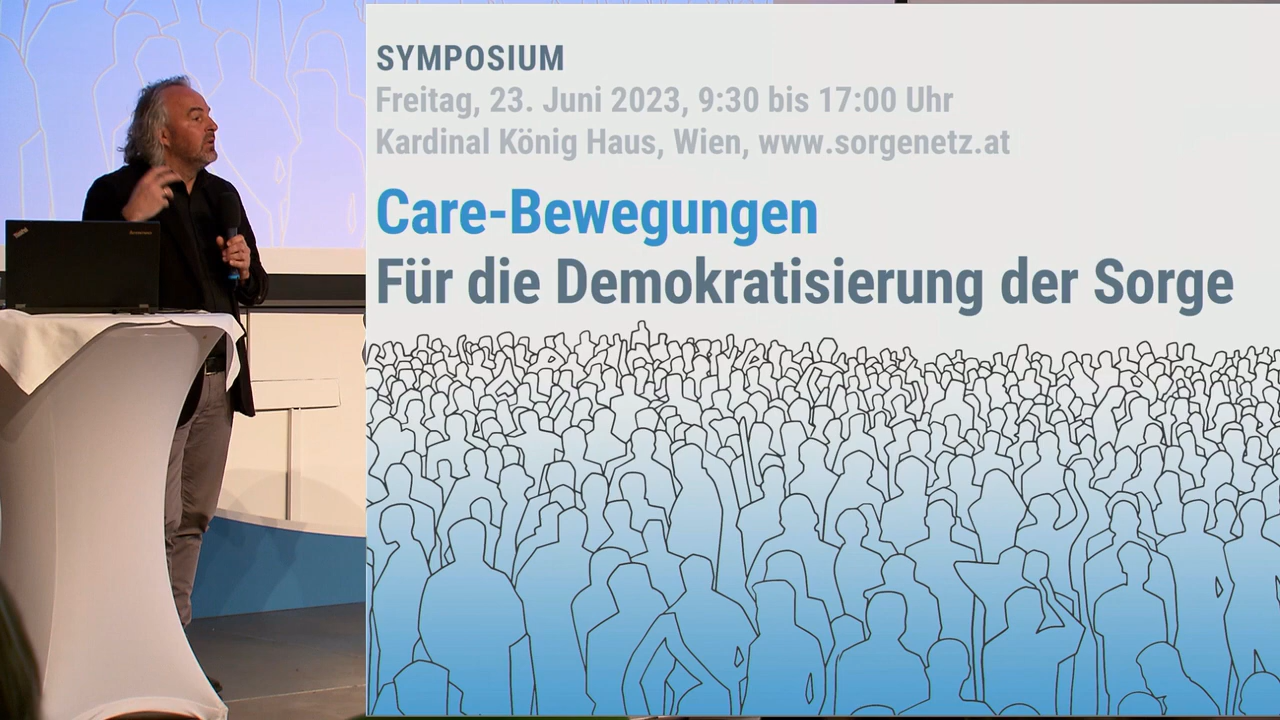 SYMPOSIUM
Freitag, 23. Juni 2023, 9:30 bis 17:00 Uhr
Kardinal König Haus, Wien, www.sorgenetz.at
Care-Bewegungen
Für die Demokratisierung der Sorge